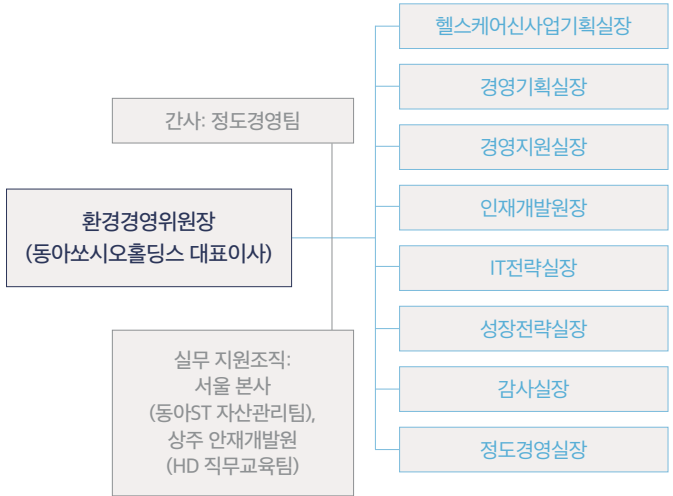 헬스케어신사업기획실장
경영기획실장
간사: 정도경영팀
경영지원실장
환경경영위원장
(동아쏘시오홀딩스 대표이사)
인재개발원장
IT전략실장
성장전략실장
실무 지원조직:
서울 본사
(동아ST 자산관리팀),
상주 안재개발원
(HD 직무교육팀)
감사실장
정도경영실장